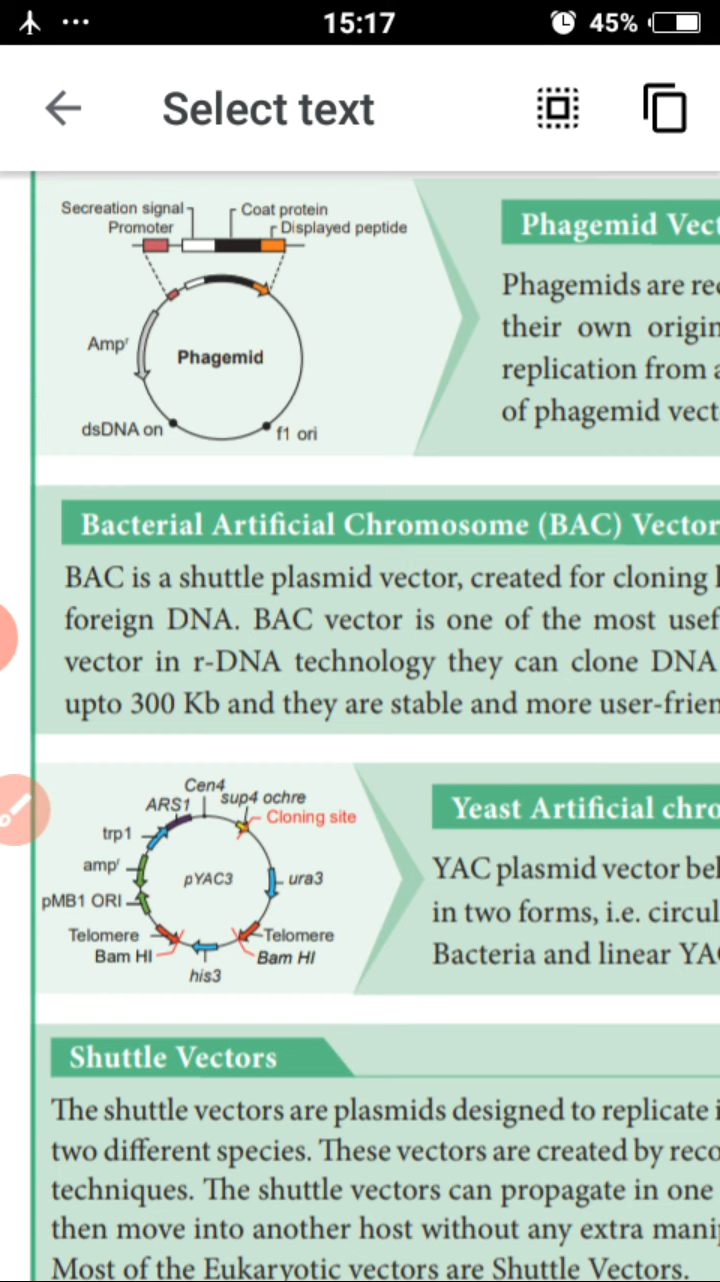 15:17
45%
Select text
Secreation signal
Coat protein
Promoter
Displayed peptide
Ampʳ
Phagemid
dsDNA on
f1 ori
Phagemid Vect
Phagemids are rec
their own origin
replication from a
of phagemid vect
Bacterial Artificial Chromosome (BAC) Vector
BAC is a shuttle plasmid vector, created for cloning l
foreign DNA. BAC vector is one of the most usef
vector in r-DNA technology they can clone DNA
upto 300 Kb and they are stable and more user-frien
Cen4
ARS1
sup4 ochre
Cloning site
trp1
ampʳ
pYAC3
ura3
pMB1 ORI
Telomere
Telomere
Bam HI
Bam HI
his3
Yeast Artificial chro
YAC plasmid vector beh
in two forms, i.e. circul
Bacteria and linear YAC
Shuttle Vectors
The shuttle vectors are plasmids designed to replicate i
two different species. These vectors are created by reco
techniques. The shuttle vectors can propagate in one
then move into another host without any extra manip
Most of the Eukaryotic vectors are Shuttle Vectors.